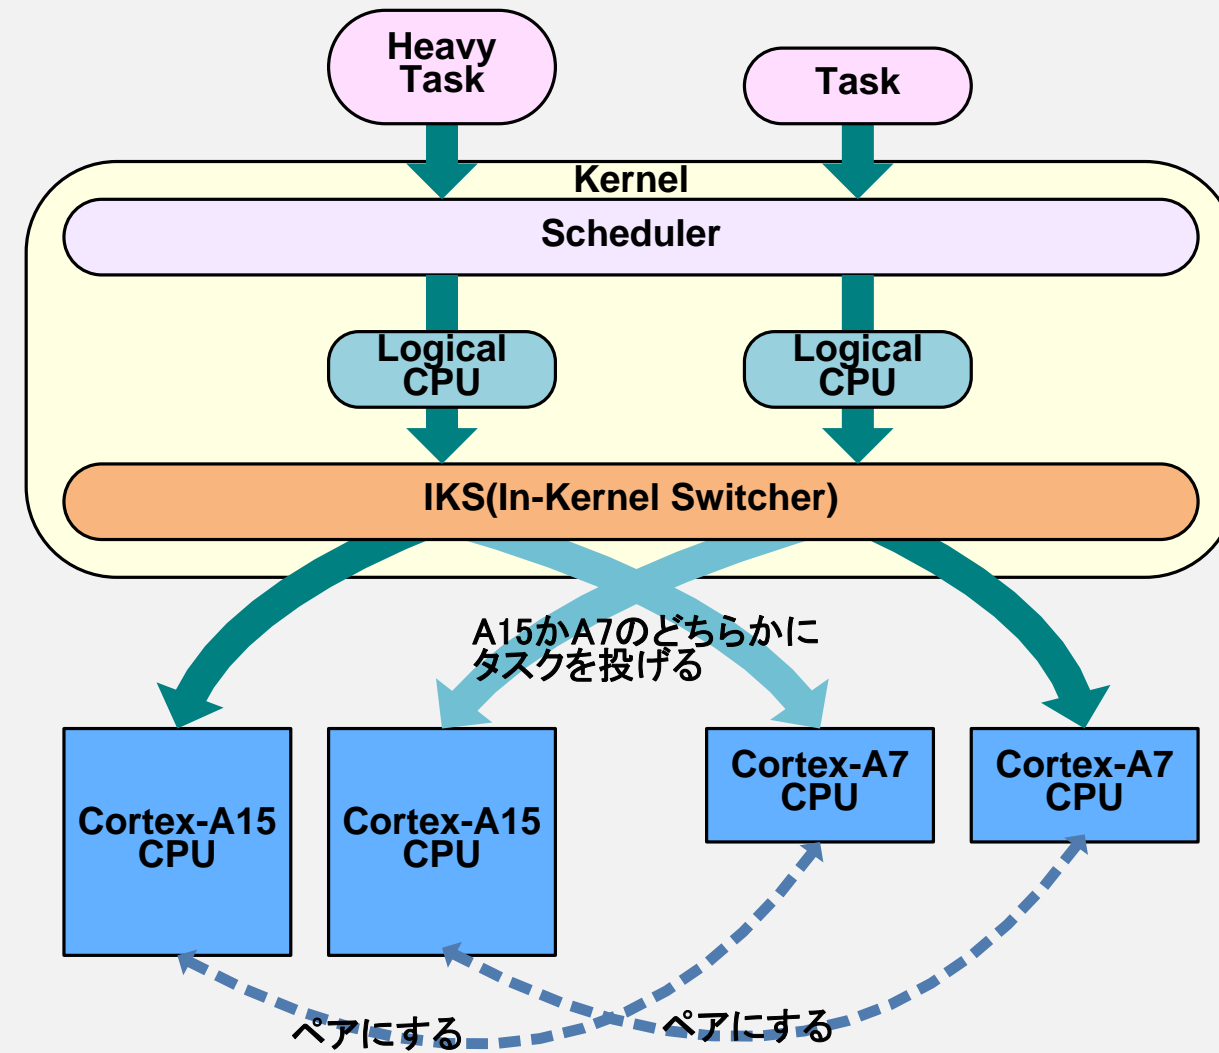 Heavy
Task
Task
Kernel
Scheduler
Logical
CPU
Logical
CPU
IKS(In-Kernel Switcher)
A15かA7のどちらかに
タスクを投げる
Cortex-A15
CPU
Cortex-A15
CPU
Cortex-A7
CPU
Cortex-A7
CPU
ペアにする
ペアにする